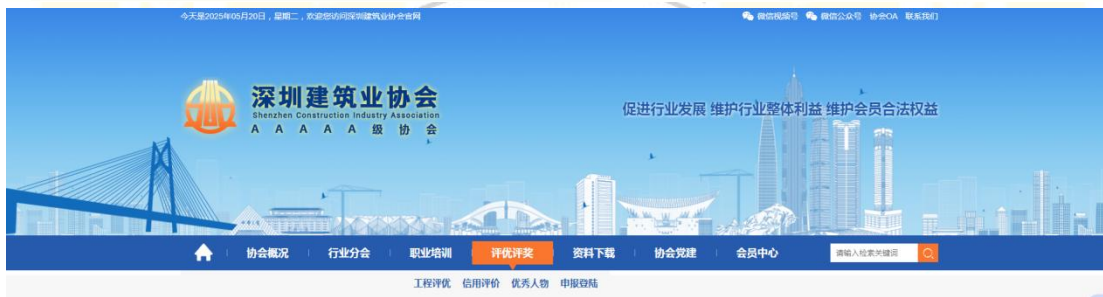 今天是2025年05月20日，星期二，欢迎您访问深圳建筑业协会官网
微信视频号 微信公众号 协会OA 联系我们
深圳建筑业协会
Shenzhen Construction Industry Association
AAAAA级协会
促进行业发展 维护行业整体利益 维护会员合法权益
协会概况 行业分会 职业培训 评优评奖 资料下载 协会党建 会员中心 请输入检索关键词
工程评优 信用评价 优秀人物 申报登陆